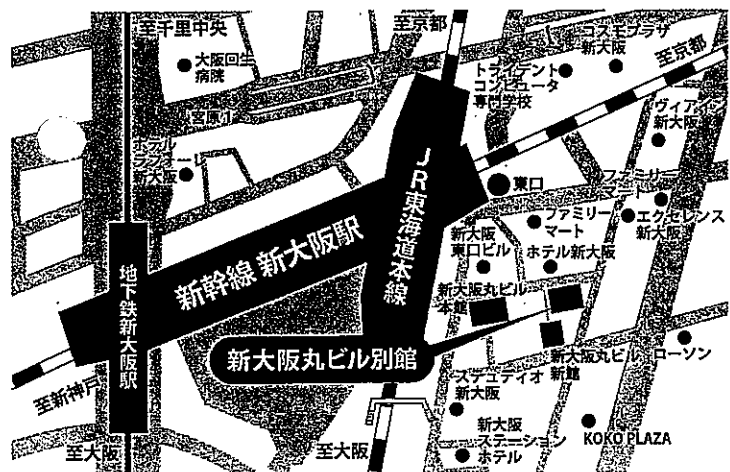 至千里中央
大阪回生
病院
宮原1
ホテル
ラフォーレ
新大阪
至京都
コスモプラザ
新大阪
至京都
トライデント
コンピュータ
専門学校
ヴィアイン
新大阪
JR東海道本線
東口
ファミリー
マート
ファミリー
マート
エクセレンス
新大阪
新大阪
東口ビル
ホテル新大阪
新幹線 新大阪駅
地下鉄新大阪駅
新大阪丸ビル
本館
新大阪丸ビル別館
新大阪丸ビル
新館
ローソン
至新神戸
ステュディオ
新大阪
新大阪
ステーション
ホテル
KOKO PLAZA
至大阪
至大阪